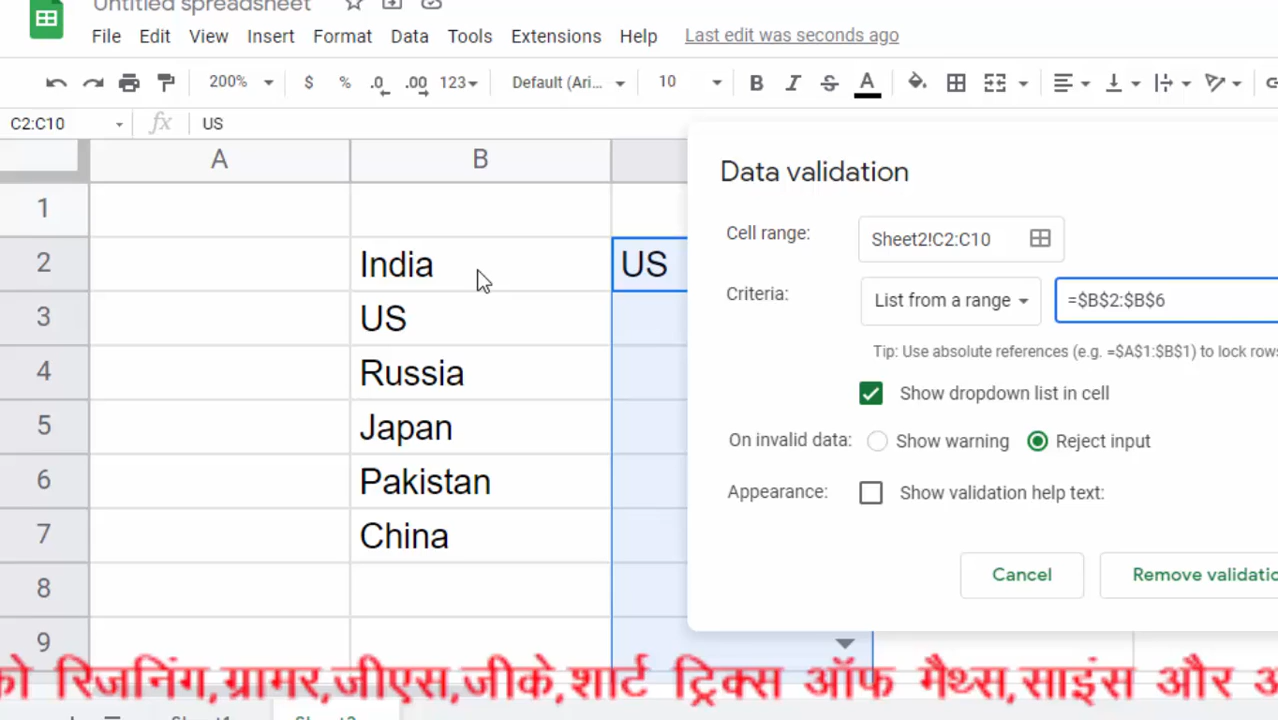 Untitled spreadsheet
File Edit View Insert Format Data Tools Extensions Help Last edit was seconds ago
200% $ % .0 .00 123 Default (Ari... 10 B I S A
C2:C10 fx US
A B
1
2 India US
3 US
4 Russia
5 Japan
6 Pakistan
7 China
8
9
Data validation
Cell range: Sheet2!C2:C10
Criteria: List from a range =$B$2:$B$6
Tip: Use absolute references (e.g. =$A$1:$B$1) to lock rows
Show dropdown list in cell
On invalid data: Show warning Reject input
Appearance: Show validation help text:
Cancel Remove validatio
को रिजनिंग,ग्रामर,जीएस,जीके,शार्ट ट्रिक्स ऑफ मैथ्स,साइंस और